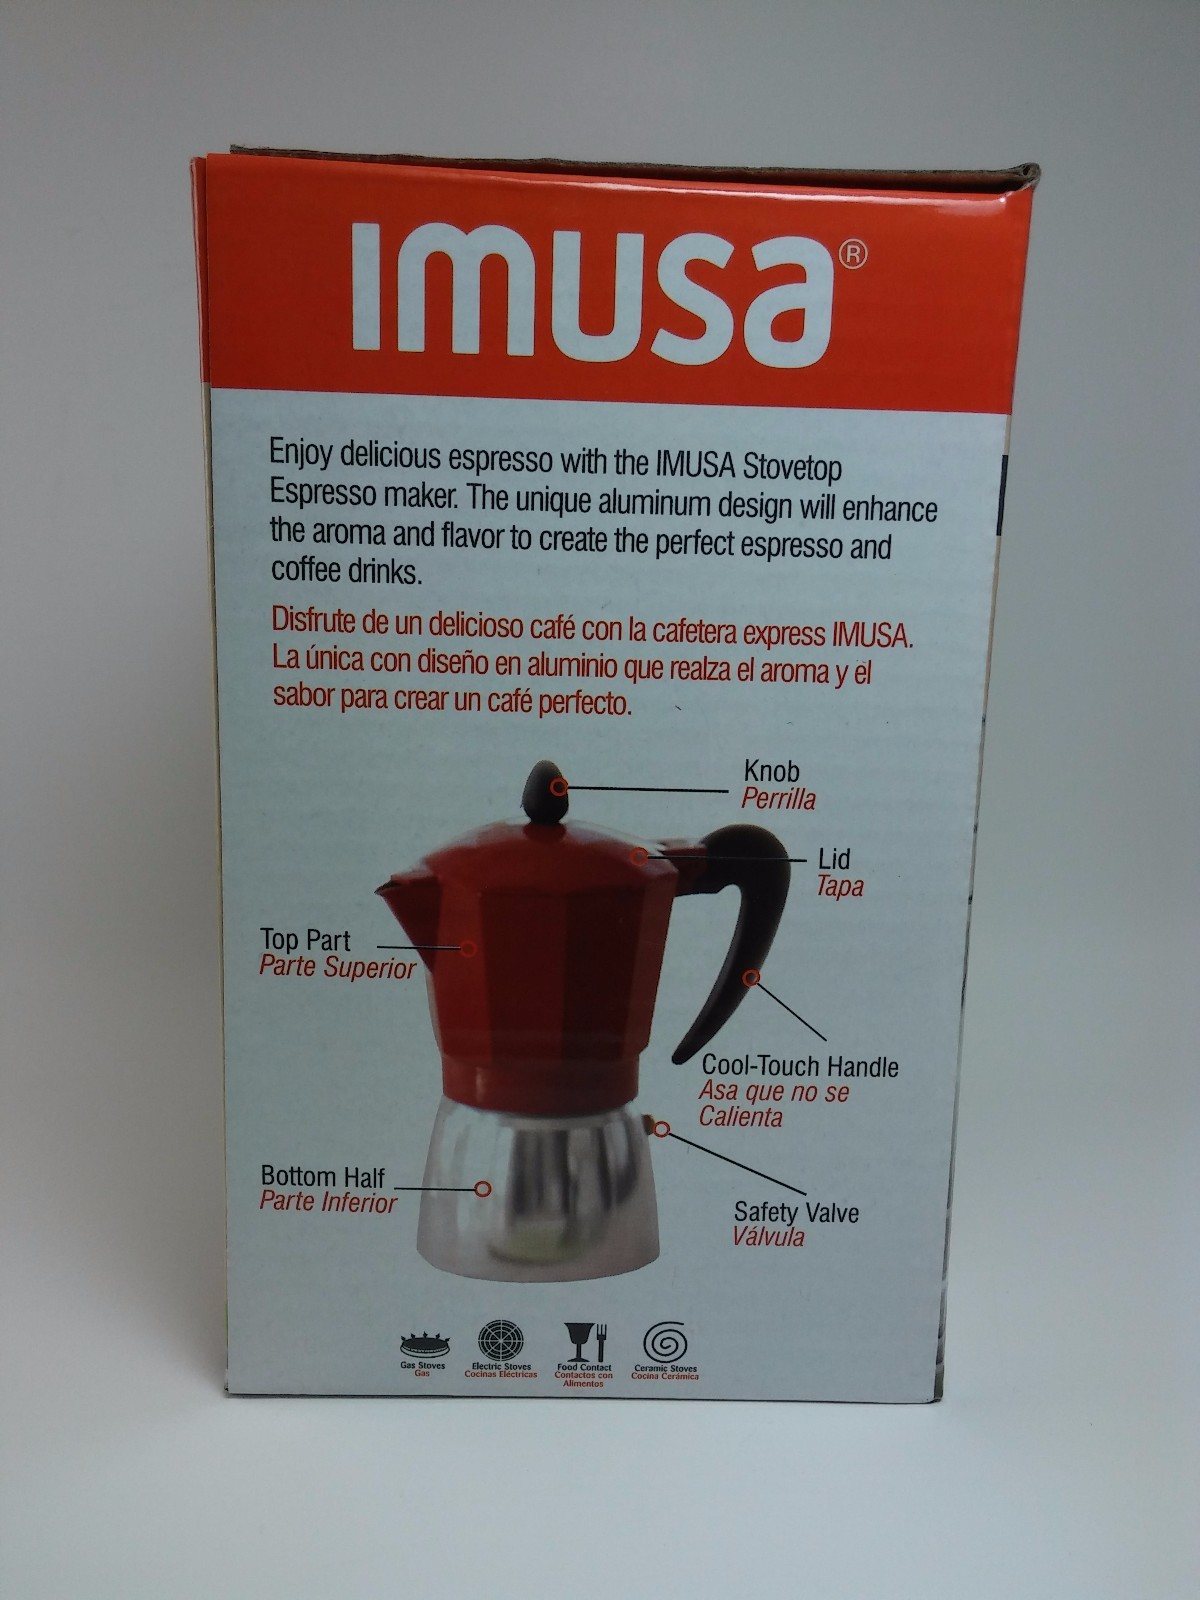 IMUSA®
Enjoy delicious espresso with the IMUSA Stovetop
Espresso maker. The unique aluminum design will enhance
the aroma and flavor to create the perfect espresso and
coffee drinks.
Disfrute de un delicioso café con la cafetera express IMUSA.
La única con diseño en aluminio que realza el aroma y el
sabor para crear un café perfecto.
Knob
Perrilla
Lid
Tapa
Top Part
Parte Superior
Cool-Touch Handle
Asa que no se
Calienta
Bottom Half
Parte Inferior
Safety Valve
Válvula
Gas Stoves
Gas
Electric Stoves
Cocinas Eléctricas
Food Contact
Contactos con
Alimentos
Ceramic Stoves
Cocina Cerámica